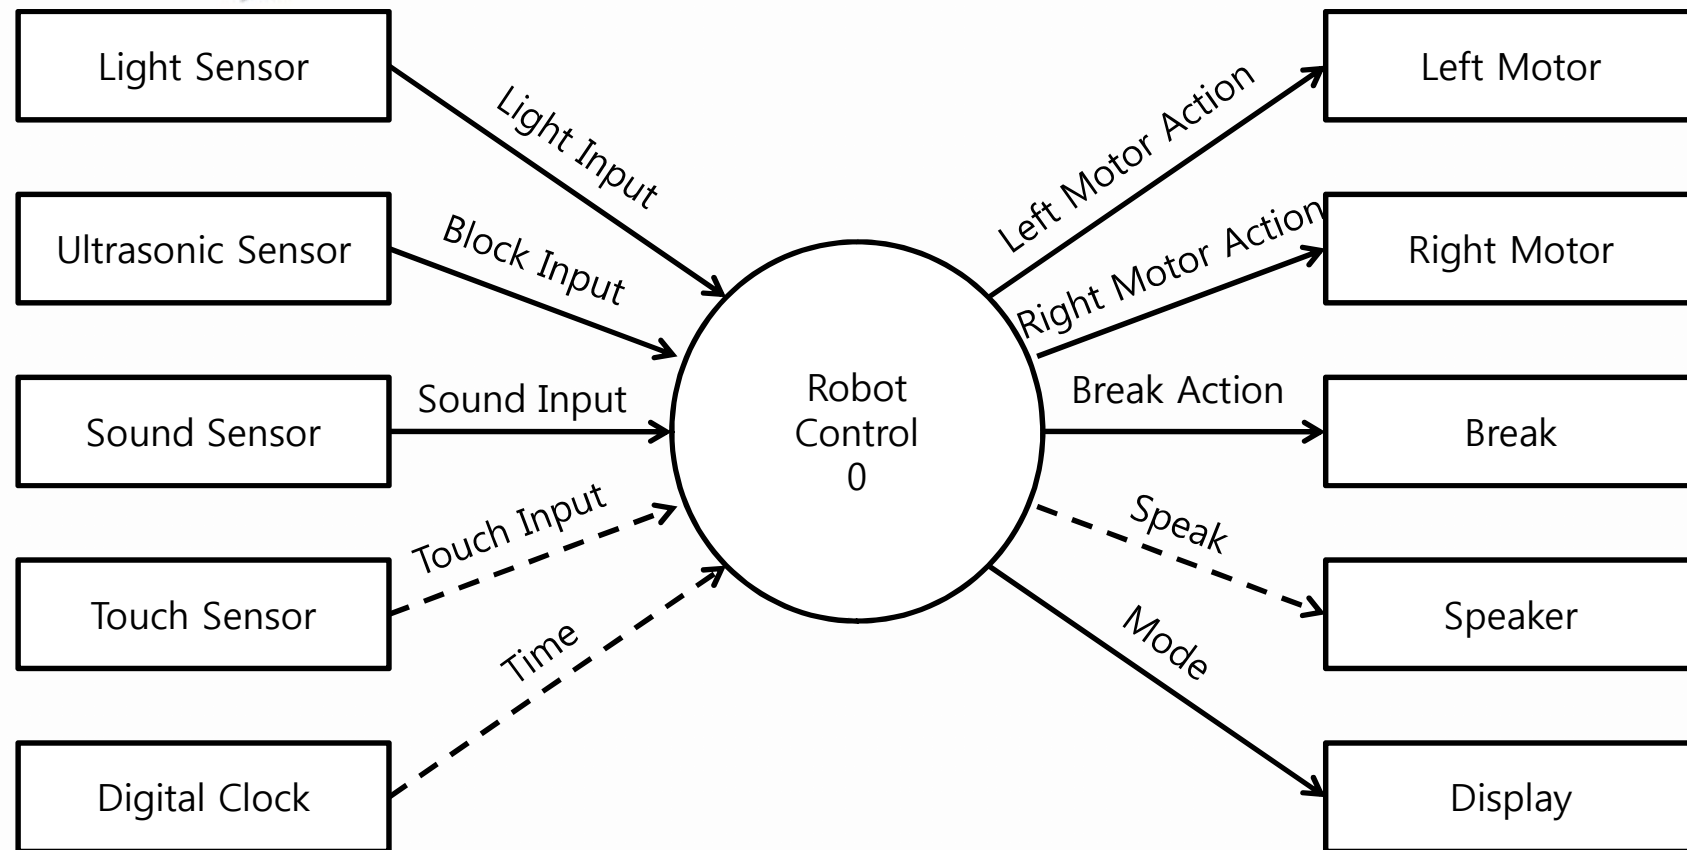 Light Sensor
Ultrasonic Sensor
Sound Sensor
Touch Sensor
Digital Clock
Light Input
Block Input
Sound Input
Touch Input
Time
Robot
Control
0
Left Motor Action
Right Motor Action
Break Action
Speak
Mode
Left Motor
Right Motor
Break
Speaker
Display